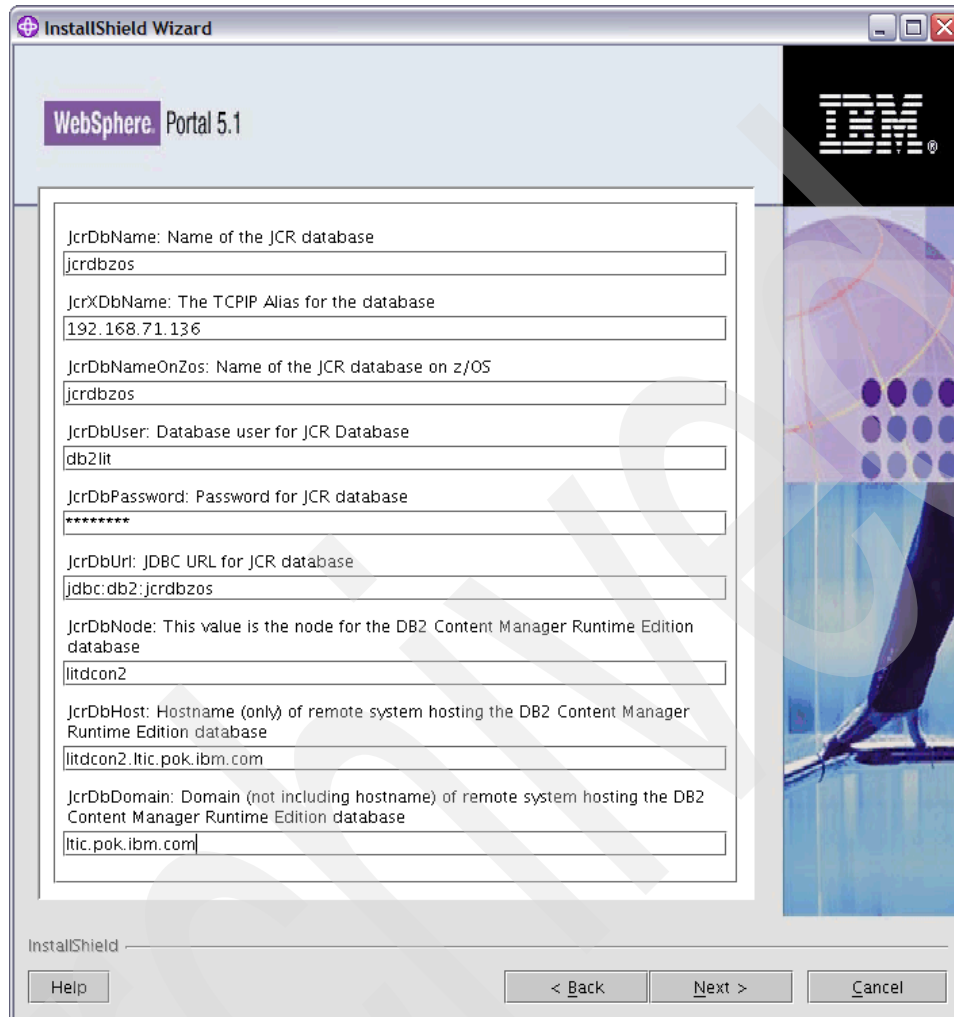 InstallShield Wizard
WebSphere. Portal 5.1
IBM®
JcrDbName: Name of the JCR database
jcrdbzos
JcrXDbName: The TCPIP Alias for the database
192.168.71.136
JcrDbNameOnZos: Name of the JCR database on z/OS
jcrdbzos
JcrDbUser: Database user for JCR Database
db2lit
JcrDbPassword: Password for JCR database
********
JcrDbUrl: JDBC URL for JCR database
jdbc:db2:jcrdbzos
JcrDbNode: This value is the node for the DB2 Content Manager Runtime Edition
database
litdcon2
JcrDbHost: Hostname (only) of remote system hosting the DB2 Content Manager
Runtime Edition database
litdcon2.ltic.pok.ibm.com
JcrDbDomain: Domain (not including hostname) of remote system hosting the DB2
Content Manager Runtime Edition database
ltic.pok.ibm.com
InstallShield
Help
< Back
Next >
Cancel